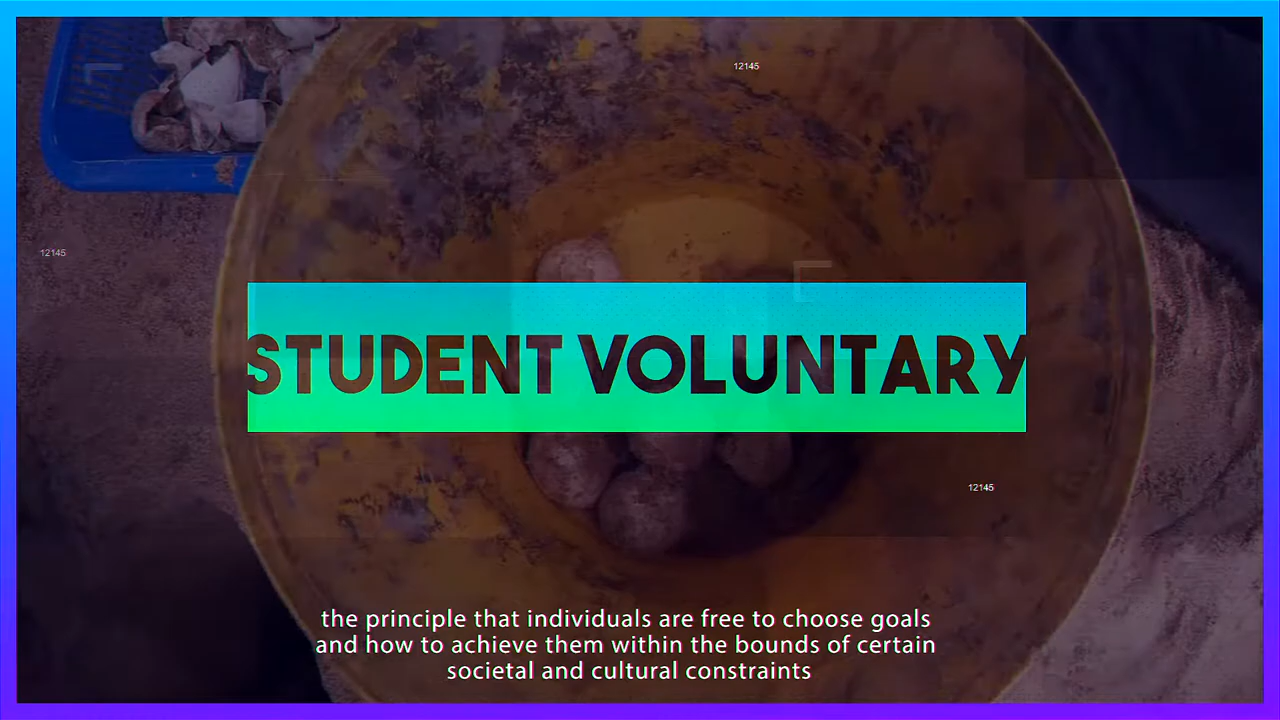 12145
12145
STUDENT VOLUNTARY
12145
the principle that individuals are free to choose goals
and how to achieve them within the bounds of certain
societal and cultural constraints